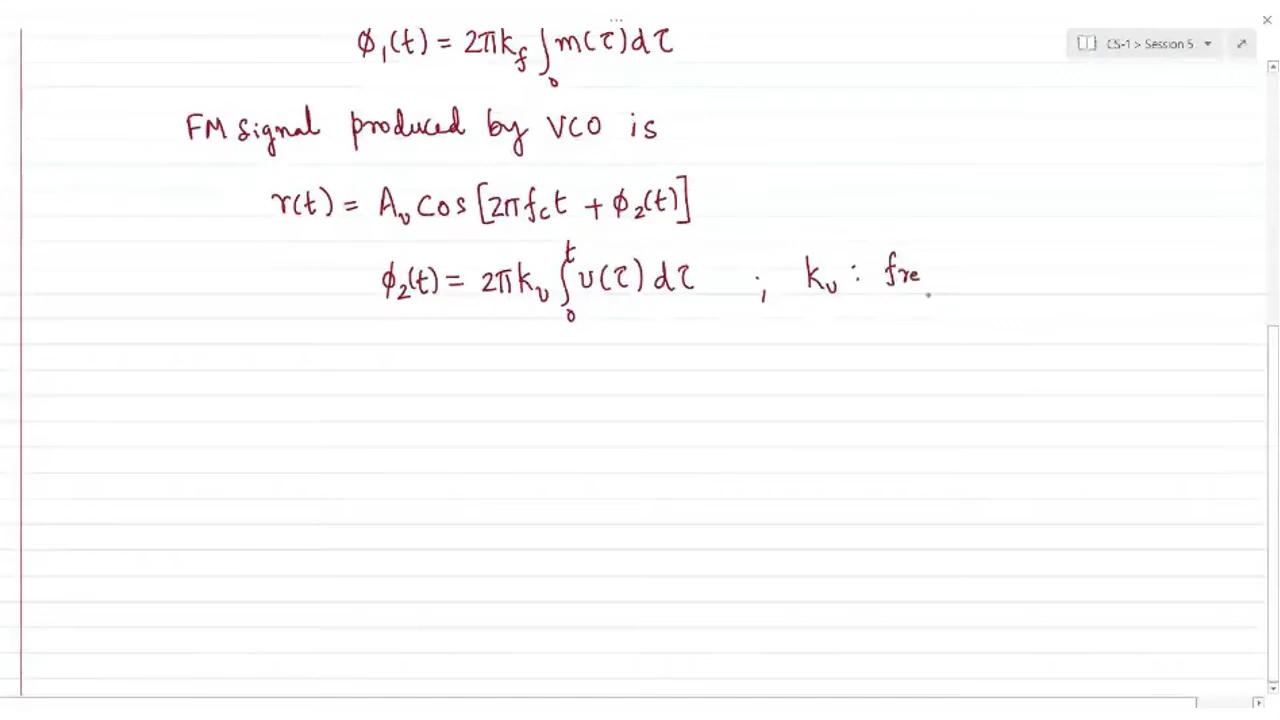 CS-1 > Session 5
ϕ₁(t) = 2πk_f ∫₀ m(τ)dτ
FM signal produced by VCO is
r(t) = A_v Cos [2πf_c t + ϕ₂(t)]
ϕ₂(t) = 2πk_v ∫₀ᵗ v(τ) dτ ; k_v : fre